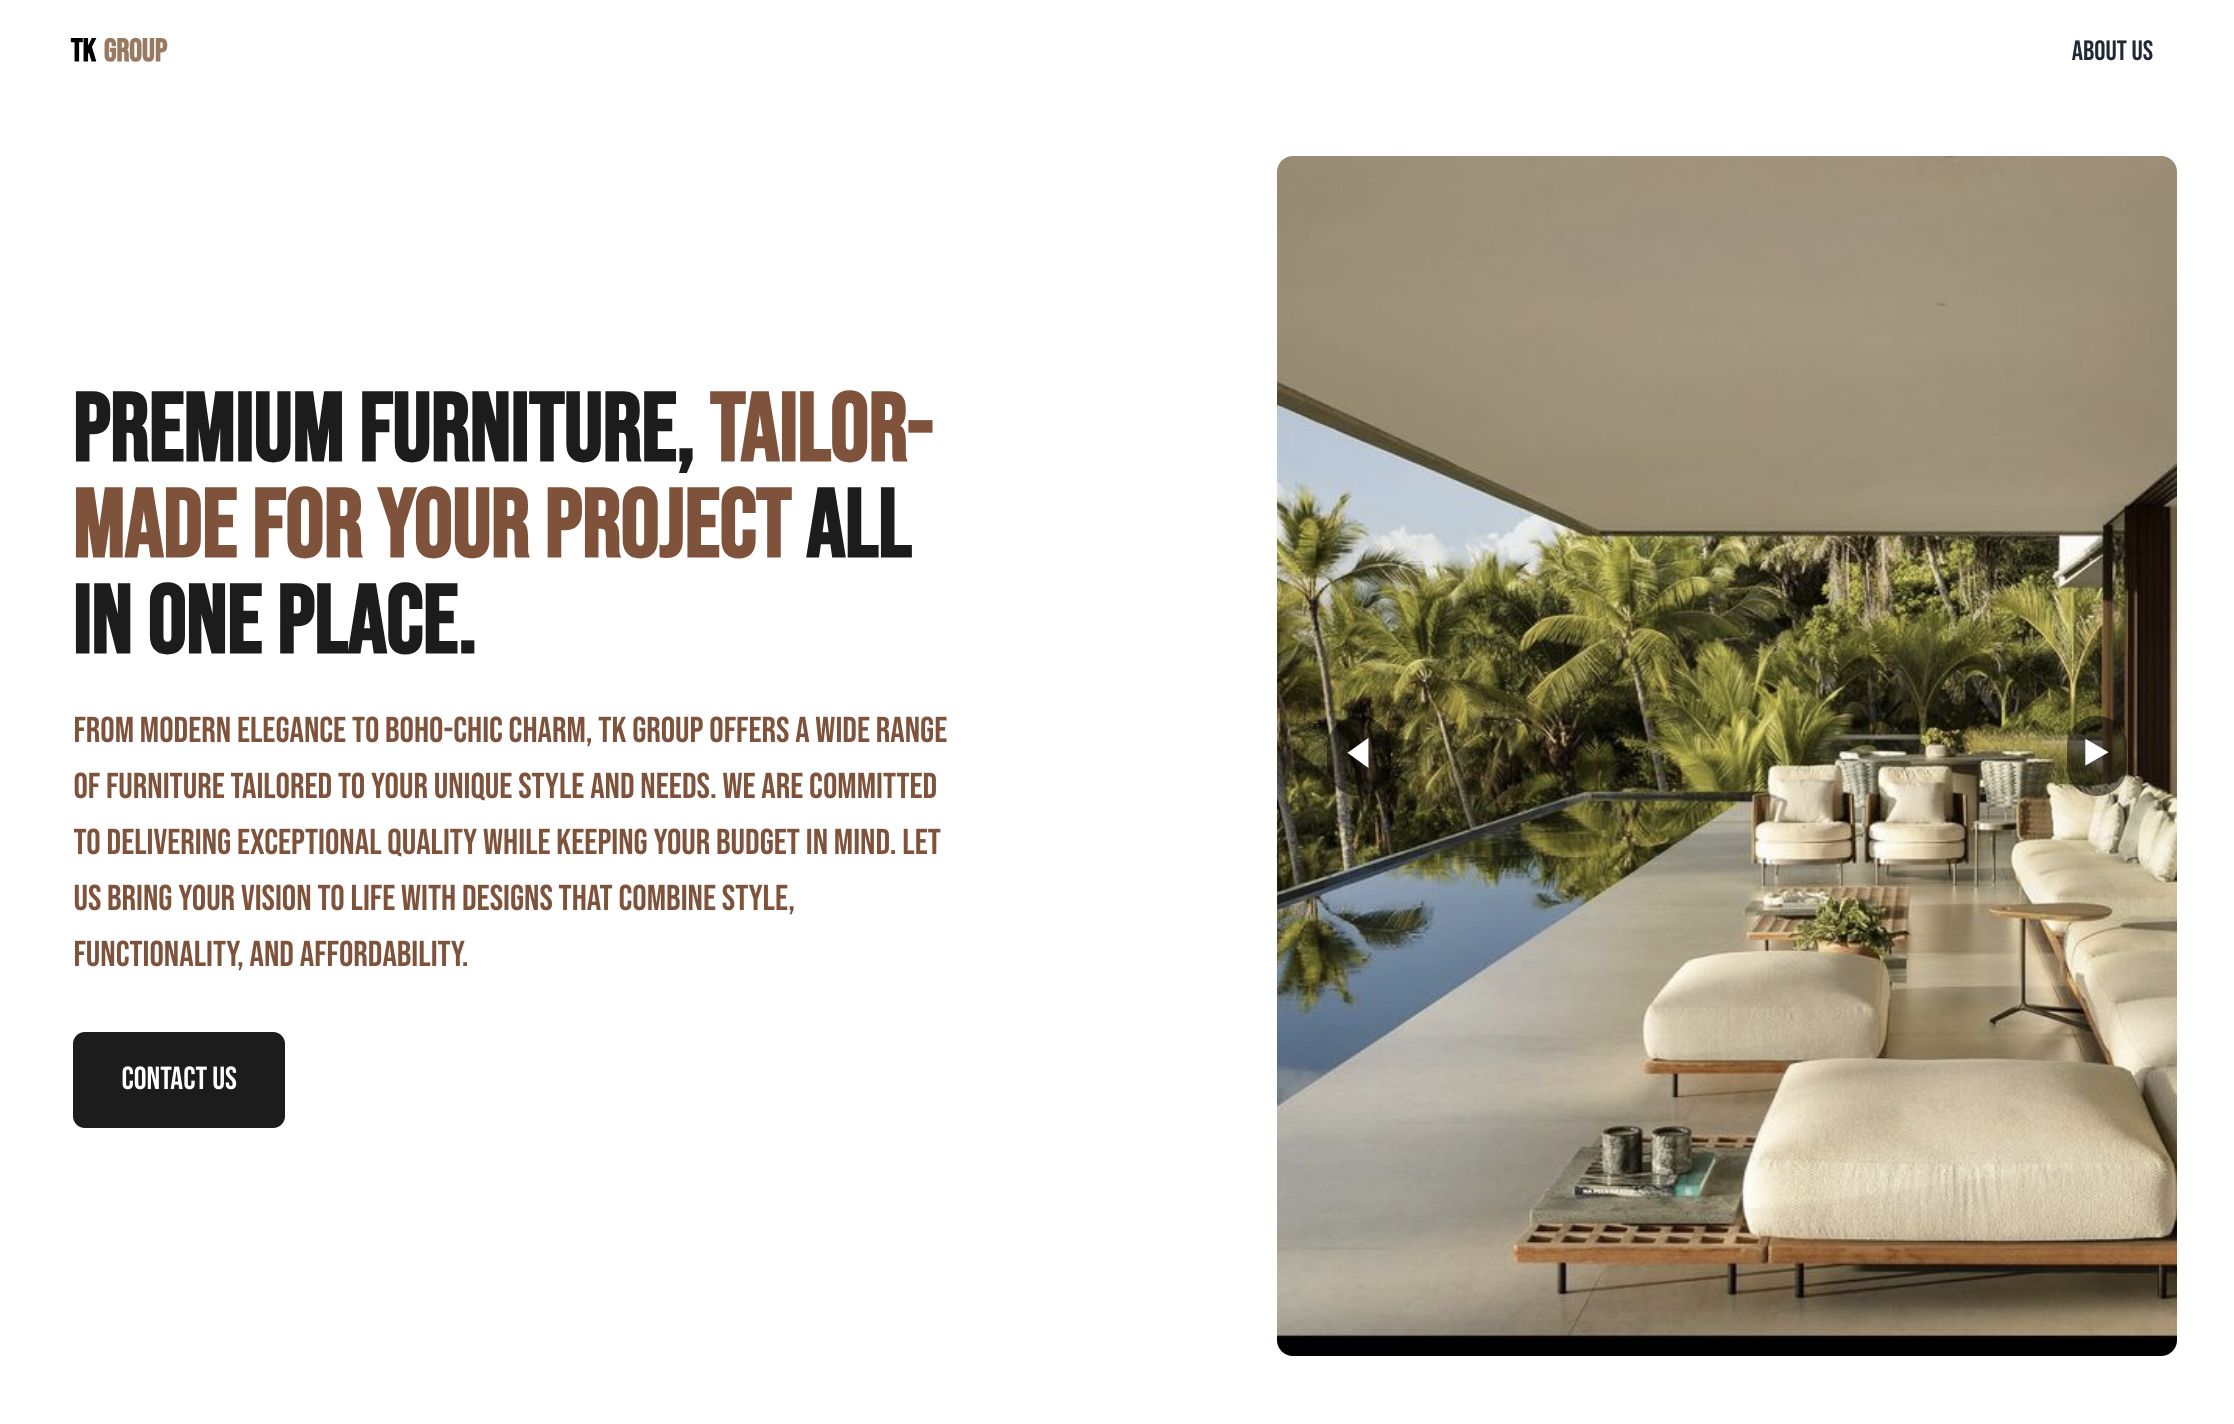 TK GROUP
ABOUT US
PREMIUM FURNITURE, TAILOR-
MADE FOR YOUR PROJECT ALL
IN ONE PLACE.
FROM MODERN ELEGANCE TO BOHO-CHIC CHARM, TK GROUP OFFERS A WIDE RANGE
OF FURNITURE TAILORED TO YOUR UNIQUE STYLE AND NEEDS. WE ARE COMMITTED
TO DELIVERING EXCEPTIONAL QUALITY WHILE KEEPING YOUR BUDGET IN MIND. LET
US BRING YOUR VISION TO LIFE WITH DESIGNS THAT COMBINE STYLE,
FUNCTIONALITY, AND AFFORDABILITY.
CONTACT US